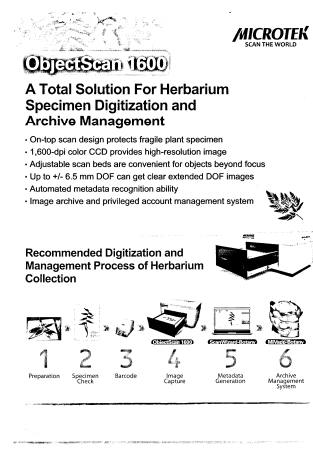 MICROTEK
SCAN THE WORLD
ObjectScan 1600
A Total Solution For Herbarium
Specimen Digitization and
Archive Management
· On-top scan design protects fragile plant specimen
· 1,600-dpi color CCD provides high-resolution image
· Adjustable scan beds are convenient for objects beyond focus
· Up to +/- 6.5 mm DOF can get clear extended DOF images
· Automated metadata recognition ability
· Image archive and privileged account management system
Recommended Digitization and
Management Process of Herbarium
Collection
ObjectScan 1600
ScanWizard-Botany
1 2 3 4 5 6
Preparation
Specimen
Check
Barcode
Image
Capture
Metadata
Generation
Archive
Management
System